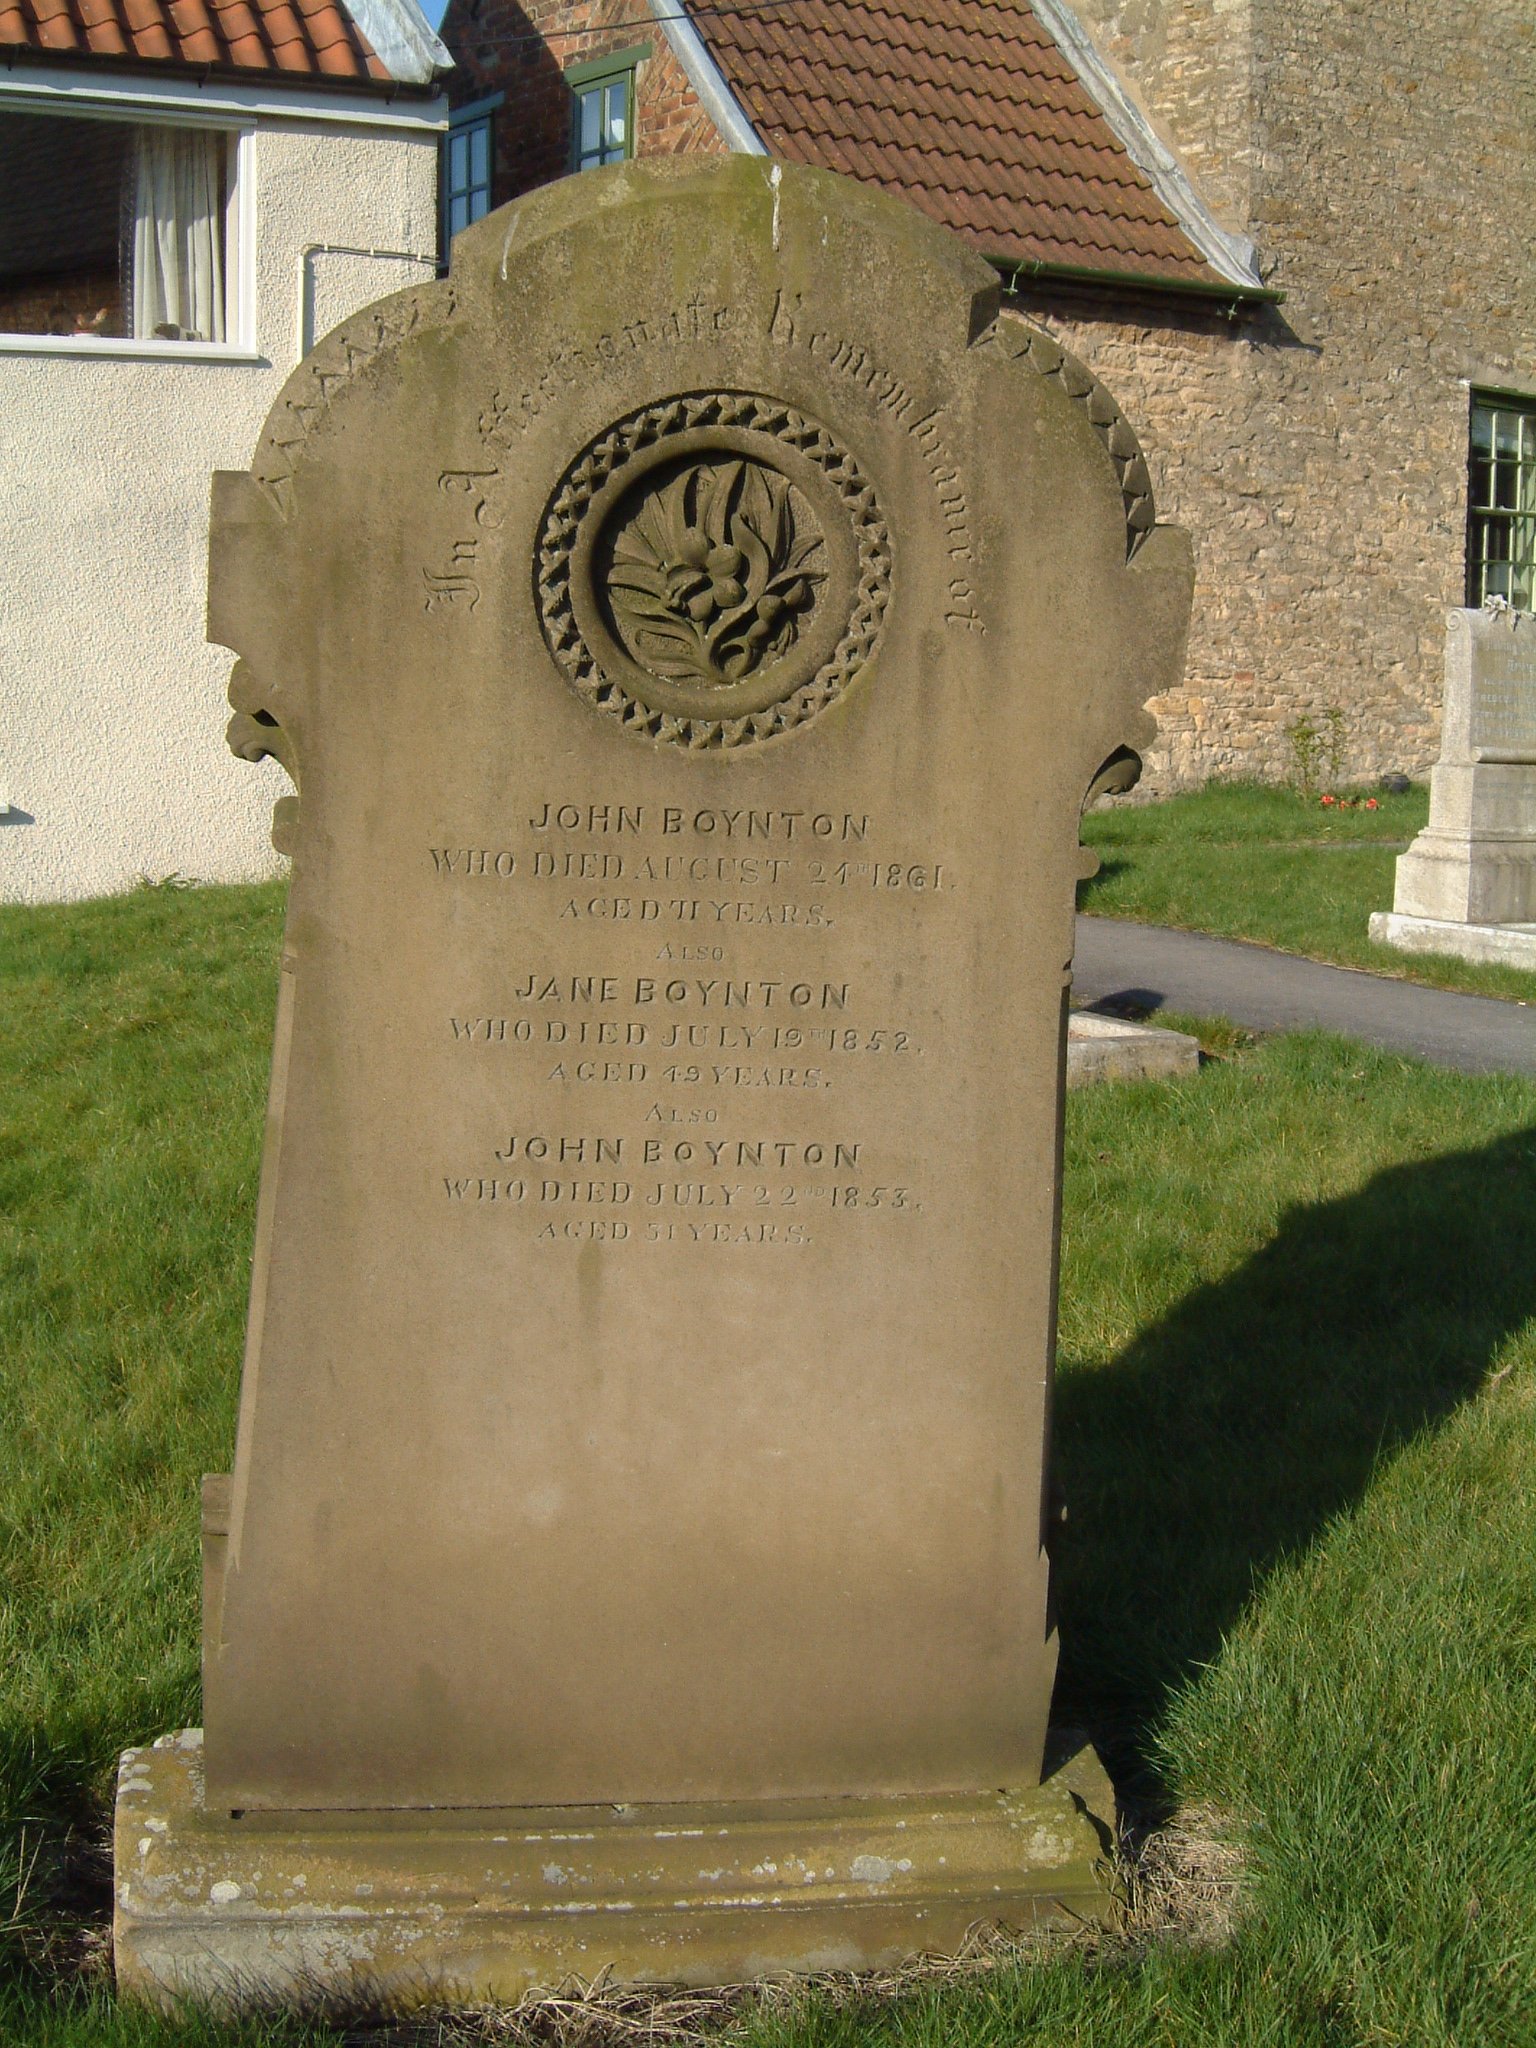 In Affectionate Remembrance of
JOHN BOYNTON
WHO DIED AUGUST 24TH 1861.
AGED 71 YEARS.
ALSO
JANE BOYNTON
WHO DIED JULY 19TH 1852.
AGED 49 YEARS.
ALSO
JOHN BOYNTON
WHO DIED JULY 22ND 1853.
AGED 31 YEARS.